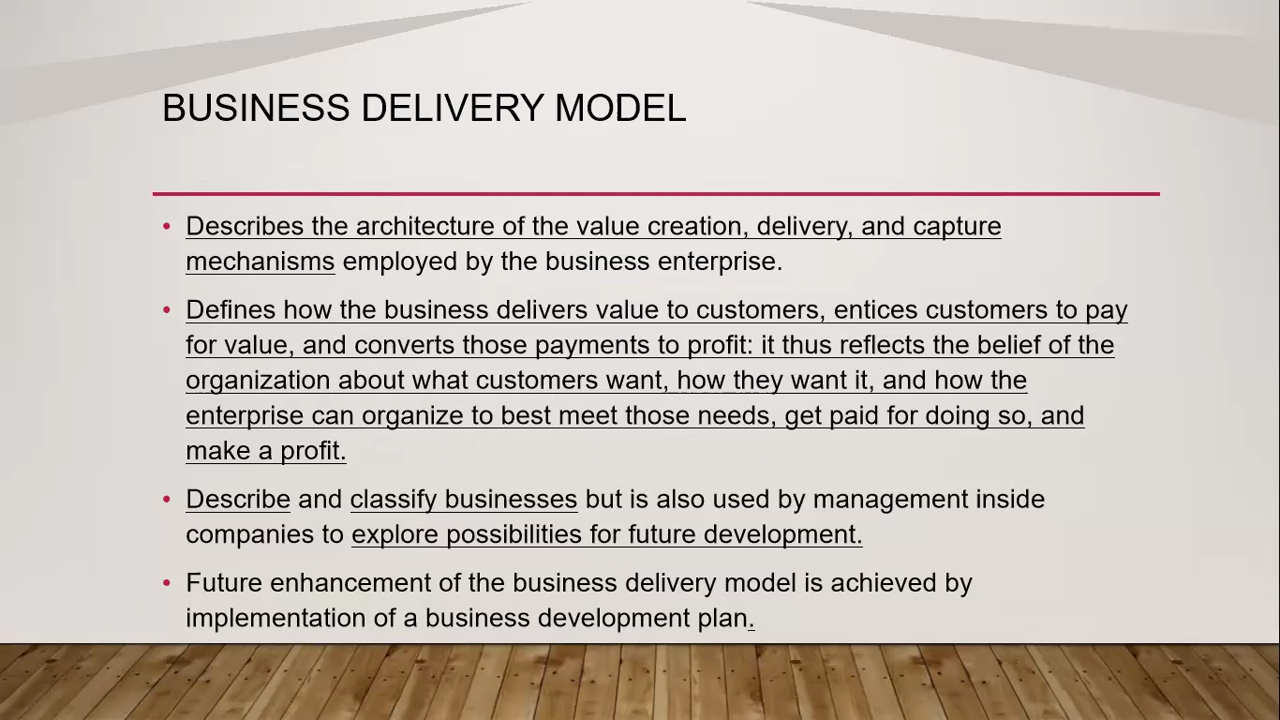 BUSINESS DELIVERY MODEL
• Describes the architecture of the value creation, delivery, and capture
mechanisms employed by the business enterprise.
• Defines how the business delivers value to customers, entices customers to pay
for value, and converts those payments to profit: it thus reflects the belief of the
organization about what customers want, how they want it, and how the
enterprise can organize to best meet those needs, get paid for doing so, and
make a profit.
• Describe and classify businesses but is also used by management inside
companies to explore possibilities for future development.
• Future enhancement of the business delivery model is achieved by
implementation of a business development plan.